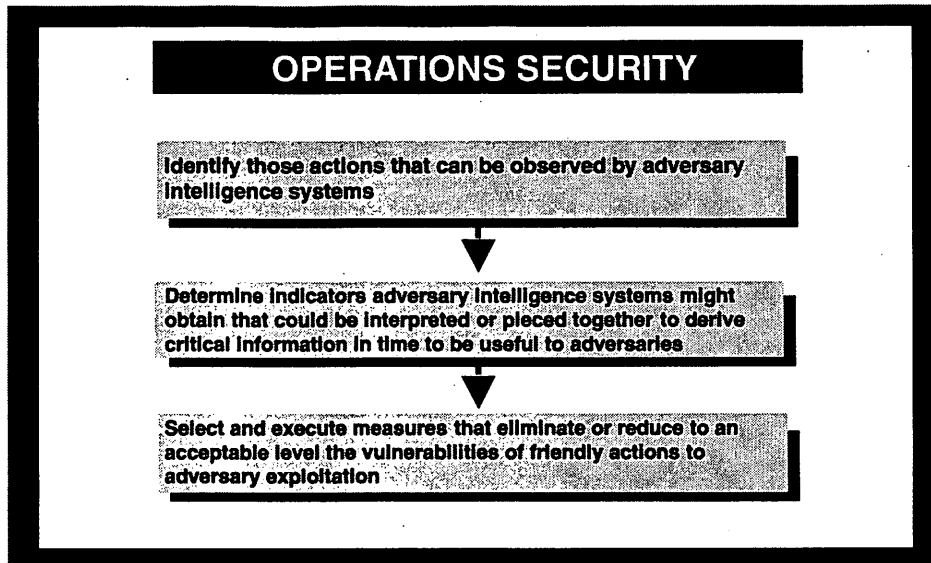 OPERATIONS SECURITY
Identify those actions that can be observed by adversary
intelligence systems
Determine indicators adversary intelligence systems might
obtain that could be interpreted or pieced together to derive
critical information in time to be useful to adversaries
Select and execute measures that eliminate or reduce to an
acceptable level the vulnerabilities of friendly actions to
adversary exploitation